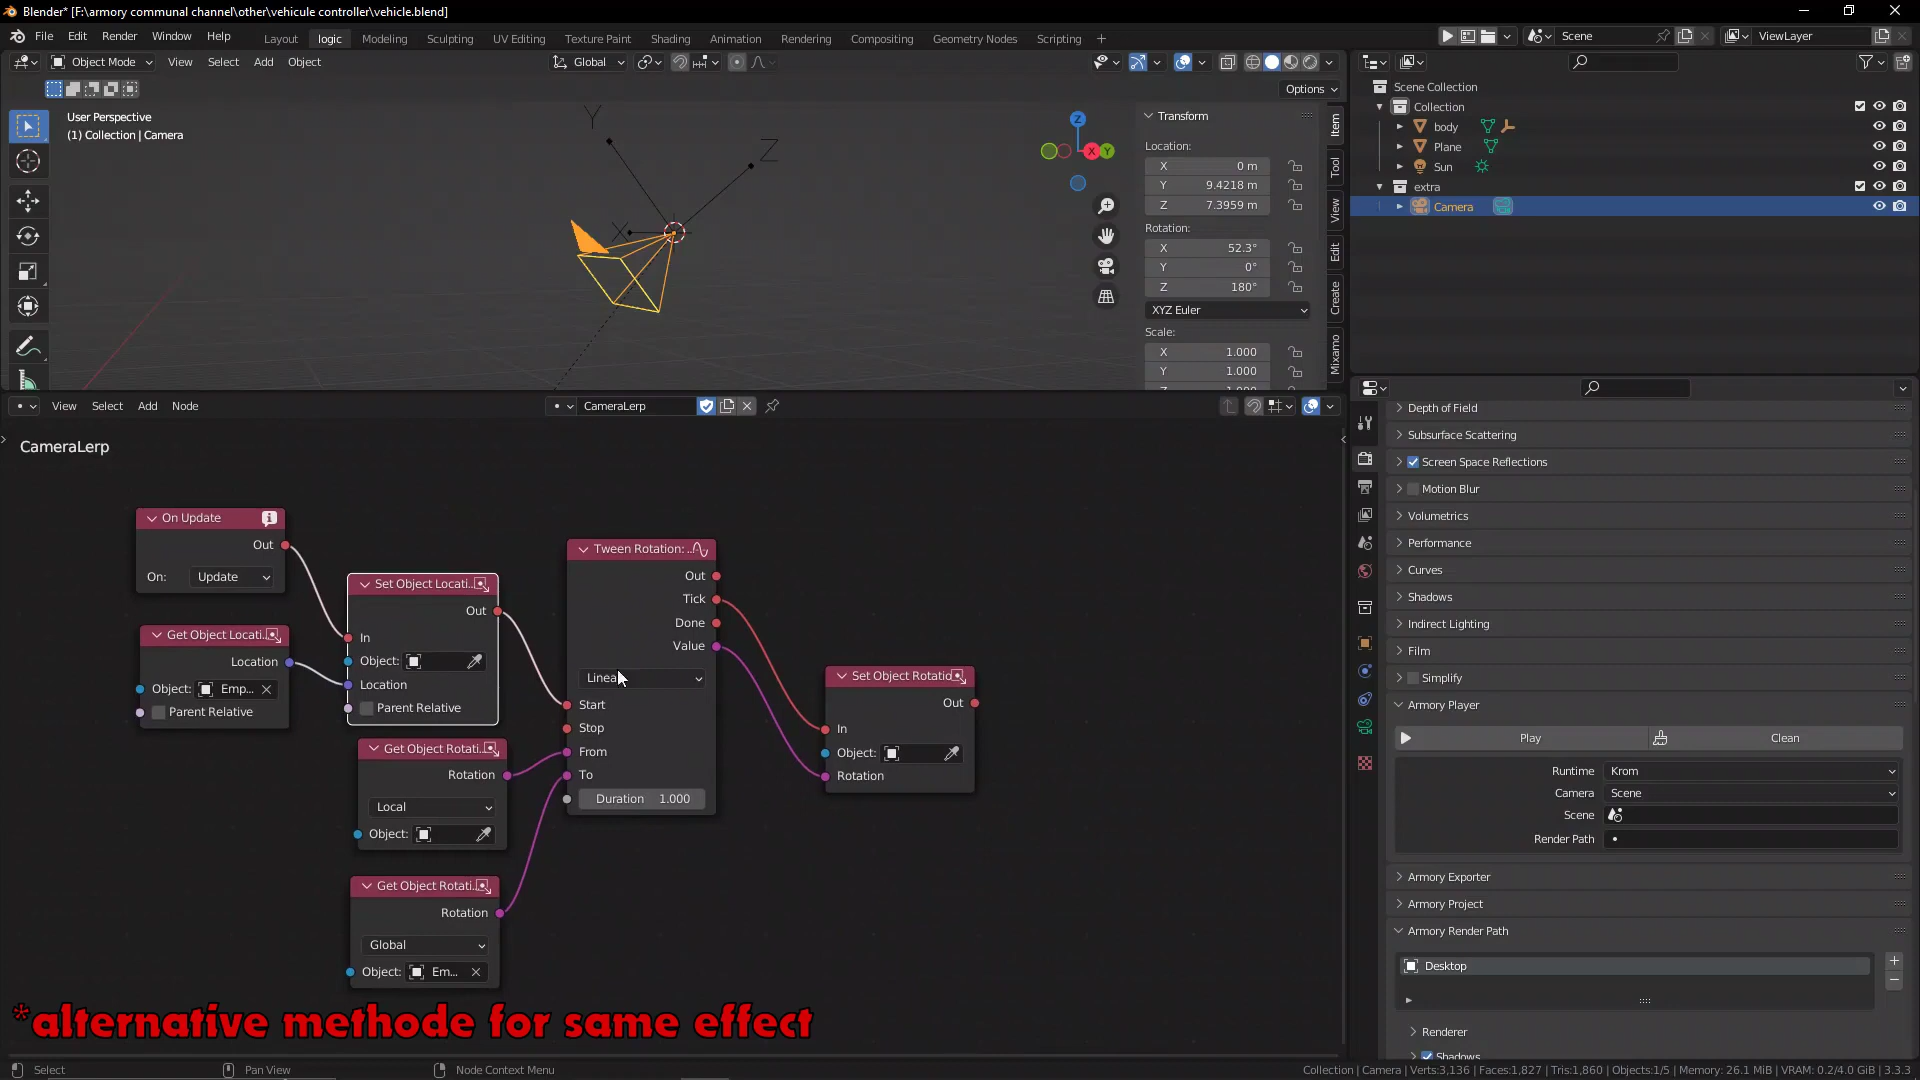 Blender* [F:\armory communal channel\other\vehicule controller\vehicle.blend]
File Edit Render Window Help
Layout logic Modeling Sculpting UV Editing Texture Paint Shading Animation Rendering Compositing Geometry Nodes Scripting +
Scene
ViewLayer
Object Mode View Select Add Object
Global
Options
User Perspective
(1) Collection | Camera
Y
Z
X
Z
X
Y
Transform
Location:
X 0 m
Y 9.4218 m
Z 7.3959 m
Rotation:
X 52.3°
Y 0°
Z 180°
XYZ Euler
Scale:
X 1.000
Y 1.000
Item
Tool
View
Edit
Create
Mixamo
Scene Collection
Collection
body
Plane
Sun
extra
Camera
View Select Add Node
CameraLerp
CameraLerp
On Update
Out
On: Update
Get Object Locati..
Location
Object: Emp...
Parent Relative
Set Object Locati..
Out
In
Object:
Location
Parent Relative
Get Object Rotati..
Rotation
Local
Object:
Get Object Rotati..
Rotation
Global
Object: Em...
Tween Rotation: ..
Out
Tick
Done
Value
Linea
Start
Stop
From
To
Duration 1.000
Set Object Rotatio
Out
In
Object:
Rotation
*alternative methode for same effect
Depth of Field
Subsurface Scattering
Screen Space Reflections
Motion Blur
Volumetrics
Performance
Curves
Shadows
Indirect Lighting
Film
Simplify
Armory Player
Play Clean
Runtime Krom
Camera Scene
Scene
Render Path
Armory Exporter
Armory Project
Armory Render Path
Desktop
Renderer
Shadows
Select Pan View Node Context Menu
Collection | Camera | Verts:3,136 | Faces:1,827 | Tris:1,860 | Objects:1/5 | Memory: 26.1 MiB | VRAM: 0.2/4.0 GiB | 3.3.3